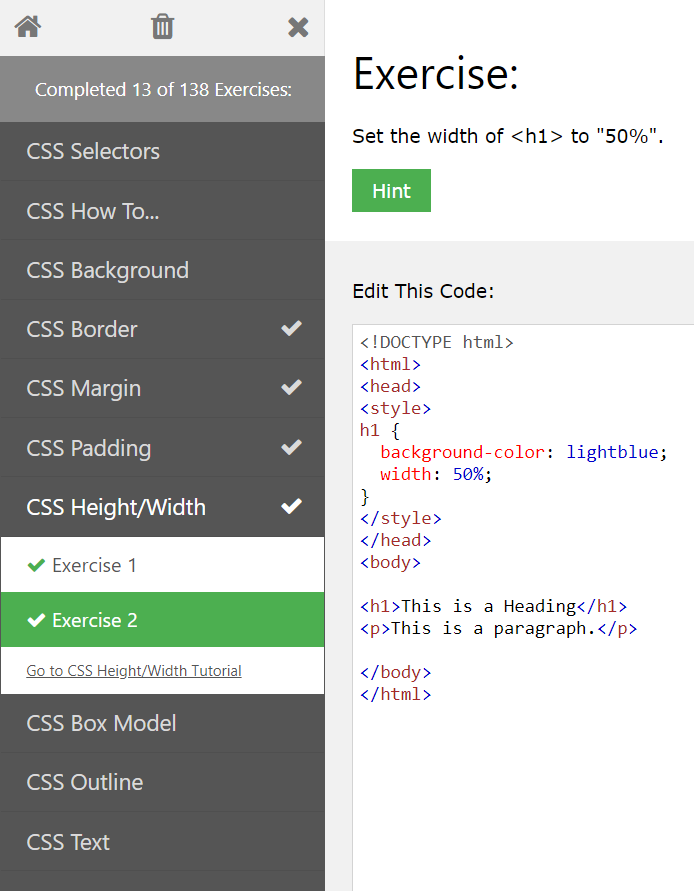 Completed 13 of 138 Exercises:
CSS Selectors
CSS How To...
CSS Background
CSS Border
CSS Margin
CSS Padding
CSS Height/Width
Exercise 1
Exercise 2
Go to CSS Height/Width Tutorial
CSS Box Model
CSS Outline
CSS Text
Exercise:
Set the width of <h1> to "50%".
Hint
Edit This Code:
<!DOCTYPE html>
<html>
<head>
<style>
h1 {
  background-color: lightblue;
  width: 50%;
}
</style>
</head>
<body>

<h1>This is a Heading</h1>
<p>This is a paragraph.</p>

</body>
</html>